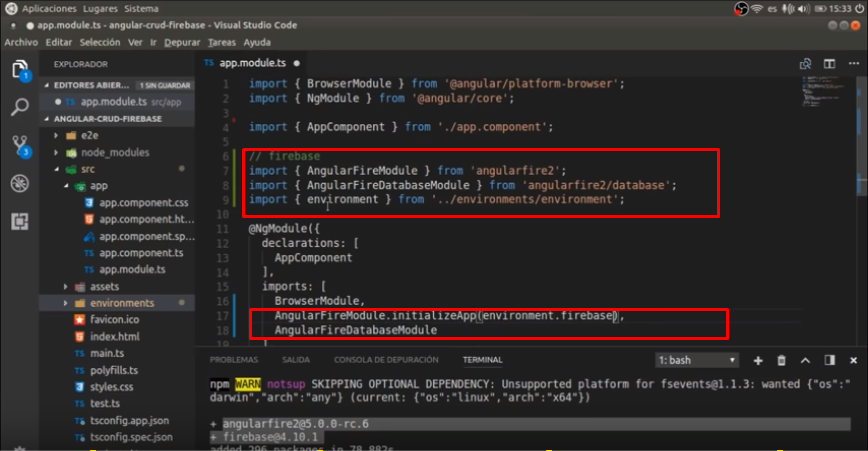 Aplicaciones Lugares Sistema es 15:33
app.module.ts - angular-crud-firebase - Visual Studio Code
Archivo Editar Selección Ver Ir Depurar Tareas Ayuda
EXPLORADOR
EDITORES ABIER... 1 SIN GUARDAR
app.module.ts src/app
ANGULAR-CRUD-FIREBASE
e2e
node_modules
src
app
app.component.css
app.component.ht...
app.component.sp...
app.component.ts
app.module.ts
assets
environments
favicon.ico
index.html
main.ts
polyfills.ts
styles.css
test.ts
tsconfig.app.json
tsconfig.spec.json
1
3
TS app.module.ts
1 import { BrowserModule } from '@angular/platform-browser';
2 import { NgModule } from '@angular/core';
3
4 import { AppComponent } from './app.component';
5
6 // firebase
7 import { AngularFireModule } from 'angularfire2';
8 import { AngularFireDatabaseModule } from 'angularfire2/database';
9 import { environment } from '../environments/environment';
10
11 @NgModule({
12 declarations: [
13 AppComponent
14 ],
15 imports: [
16 BrowserModule,
17 AngularFireModule.initializeApp(environment.firebase),
18 AngularFireDatabaseModule
19 ]
PROBLEMAS SALIDA CONSOLA DE DEPURACIÓN TERMINAL 1: bash
npm WARN notsup SKIPPING OPTIONAL DEPENDENCY: Unsupported platform for fsevents@1.1.3: wanted {"os":"
darwin","arch":"any"} (current: {"os":"linux","arch":"x64"})
+ angularfire2@5.0.0-rc.6
+ firebase@4.10.1
added 296 packages in 78.882s